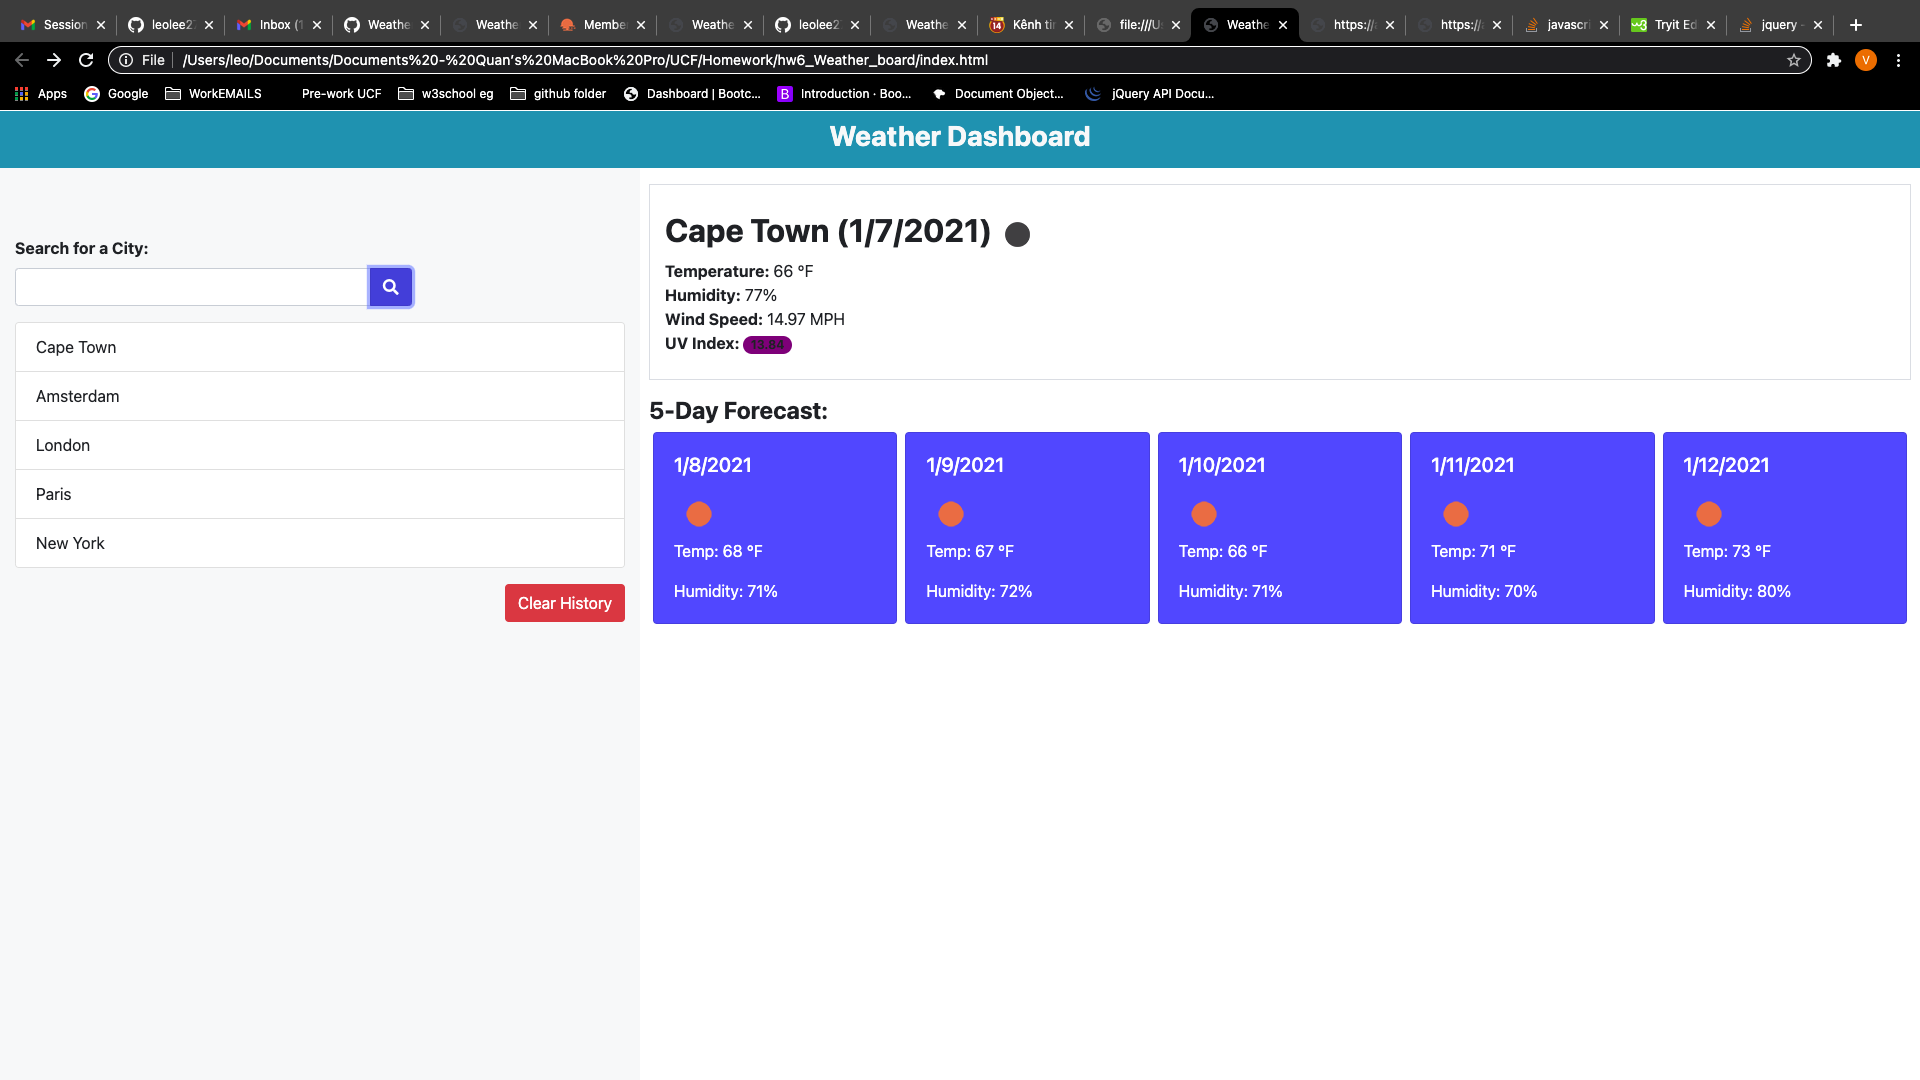 Session leolee2 Inbox (1 Weathe Weathe Membe Weathe leolee2 Weathe 14 Kênh tin file:///U Weathe https:// https:// javascri Tryit Ed jquery
File /Users/leo/Documents/Documents%20-%20Quan's%20MacBook%20Pro/UCF/Homework/hw6_Weather_board/index.html V
Apps Google WorkEMAILS Pre-work UCF w3school eg github folder Dashboard | Bootc... B Introduction · Boo... Document Object... jQuery API Docu...
Weather Dashboard
Search for a City:
Cape Town
Amsterdam
London
Paris
New York
Clear History
Cape Town (1/7/2021)
Temperature: 66 °F
Humidity: 77%
Wind Speed: 14.97 MPH
UV Index: 13.84
5-Day Forecast:
1/8/2021
Temp: 68 °F
Humidity: 71%
1/9/2021
Temp: 67 °F
Humidity: 72%
1/10/2021
Temp: 66 °F
Humidity: 71%
1/11/2021
Temp: 71 °F
Humidity: 70%
1/12/2021
Temp: 73 °F
Humidity: 80%